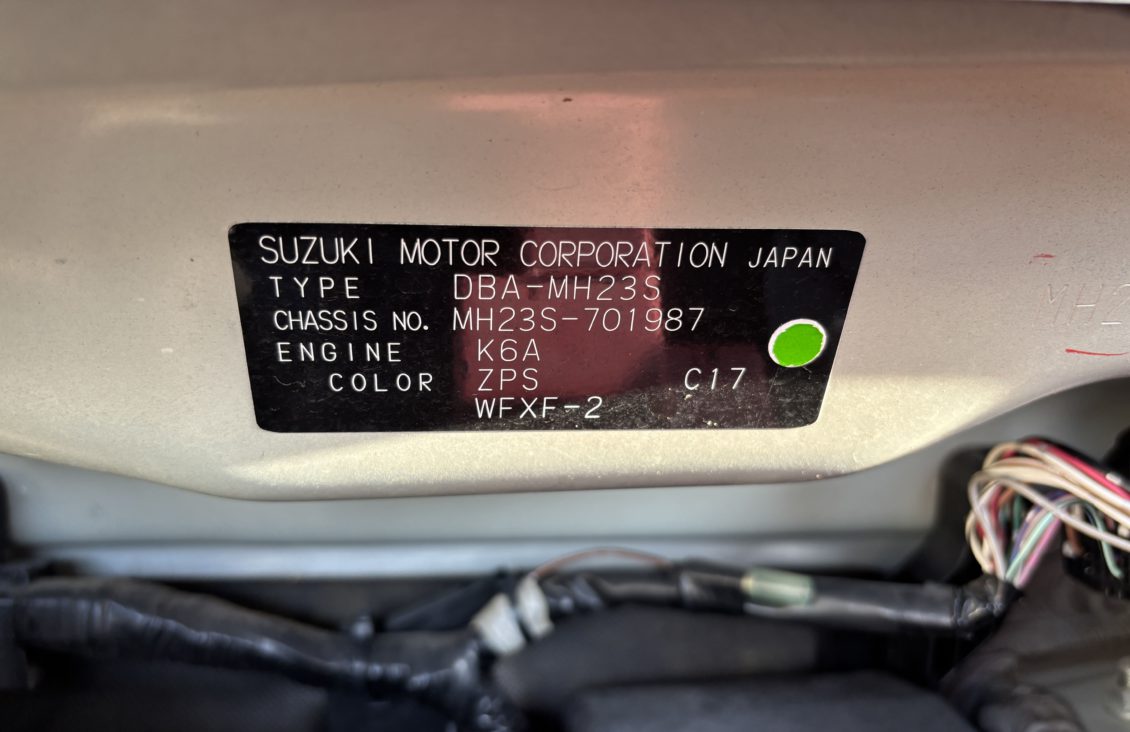 SUZUKI MOTOR CORPORATION JAPAN
TYPE DBA-MH23S
CHASSIS NO. MH23S-701987
ENGINE K6A
COLOR ZPS C17
WFXF-2